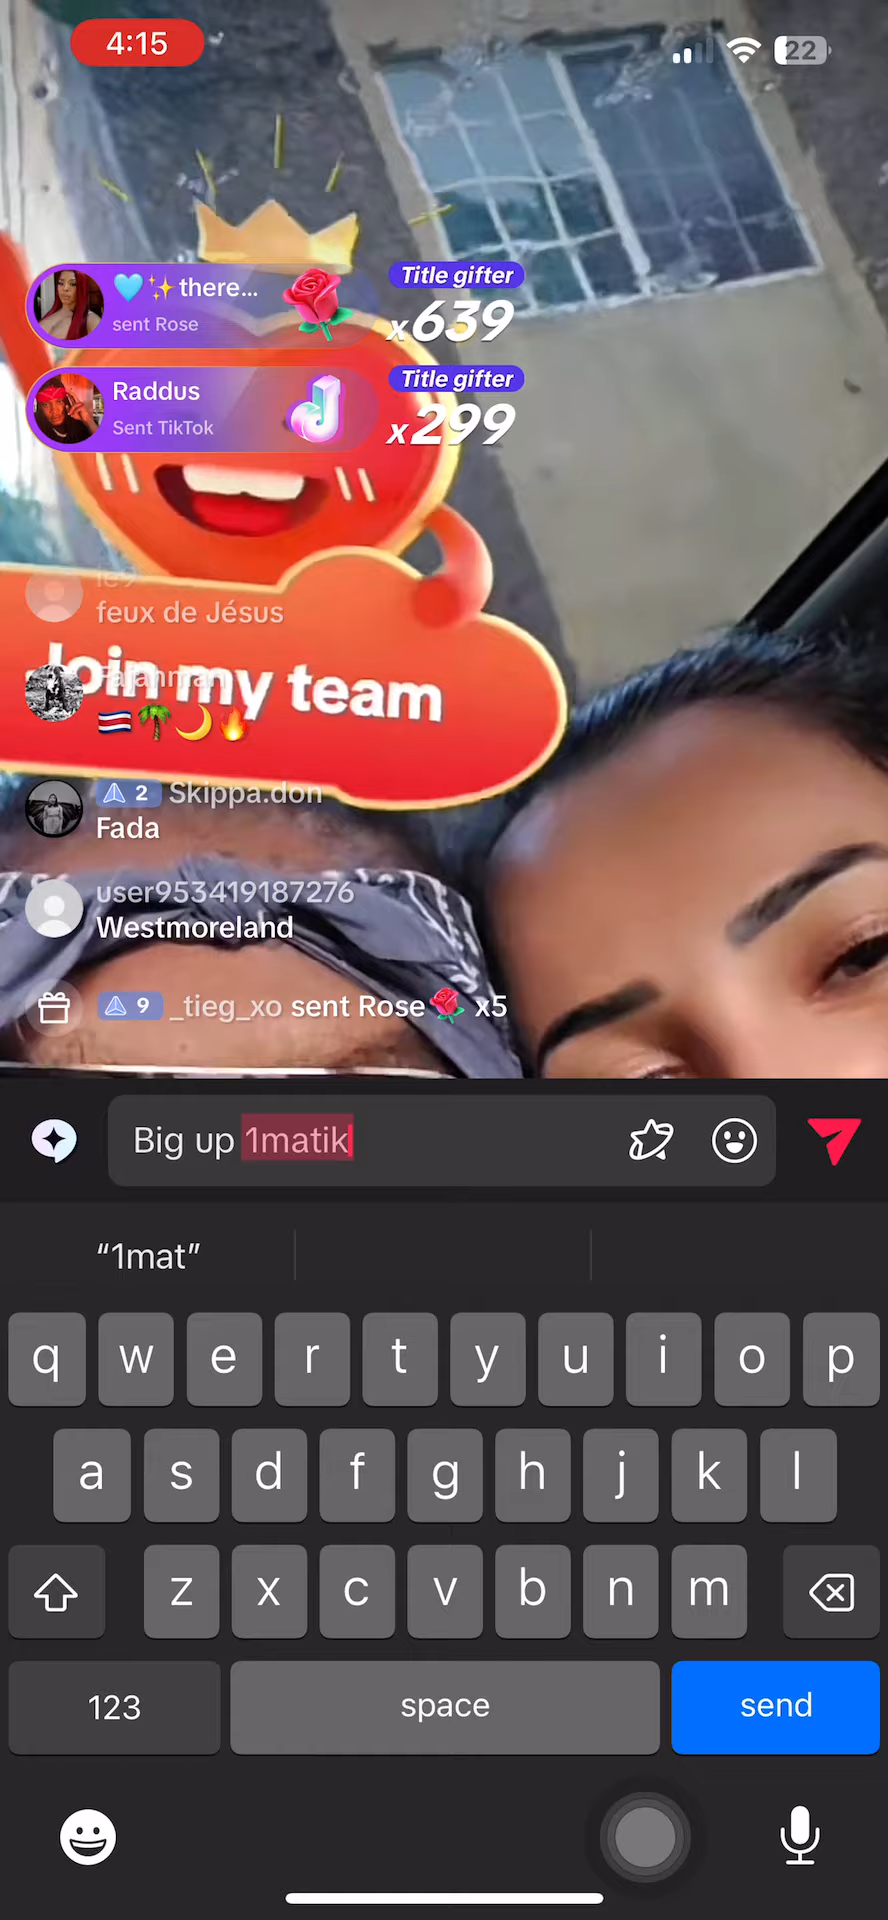 4:15
22
🩵✨there...
sent Rose
Title gifter
x639
Raddus
Sent TikTok
Title gifter
x299
feux de Jésus
Join my team
🇨🇷🌴🌙🔥
2 Skippa.don
Fada
user953419187276
Westmoreland
9 _tieg_xo sent Rose🌹 x5
Big up 1matik
“1mat”
q w e r t y u i o p
a s d f g h j k l
z x c v b n m
123 space send